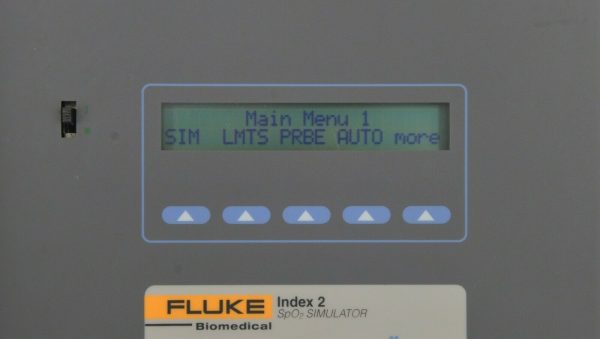 Main Menu 1
SIM LMTS PRBE AUTO more
FLUKE Index 2
SpO₂ SIMULATOR
Biomedical